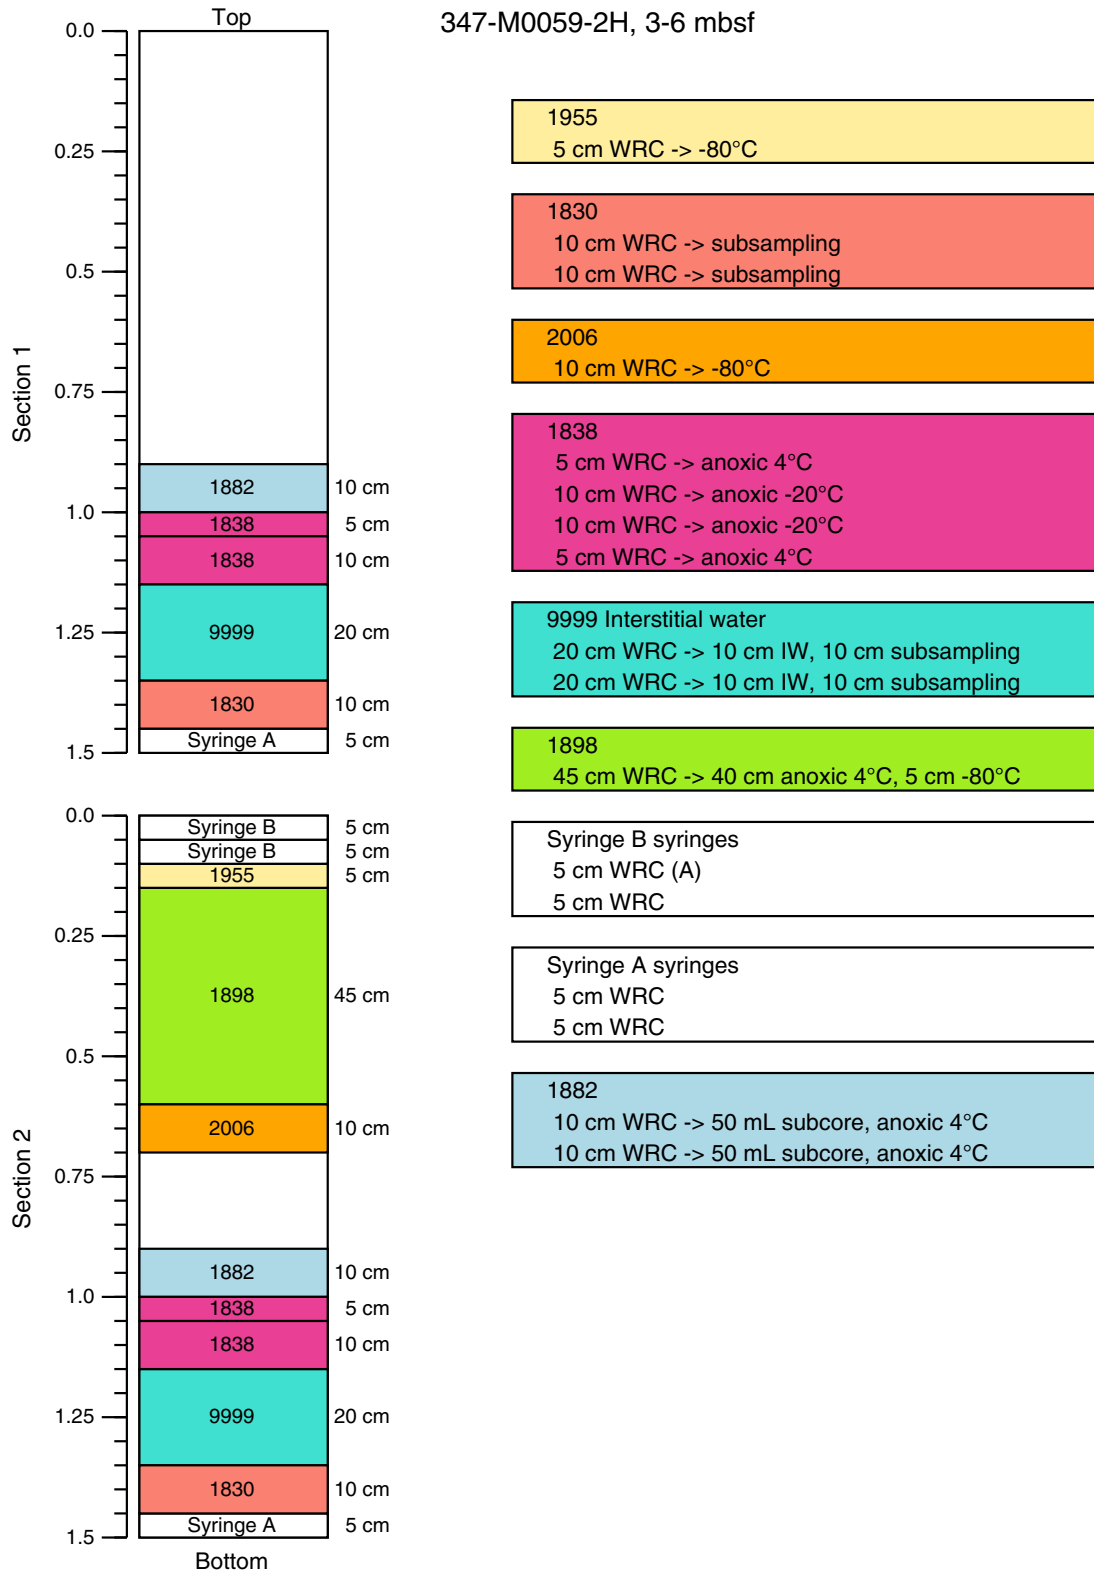 Top
347-M0059-2H, 3-6 mbsf
0.0
0.25
0.5
0.75
1.0
1.25
1.5
Section 1
1882 10 cm
1838 5 cm
1838 10 cm
9999 20 cm
1830 10 cm
Syringe A 5 cm
0.0
0.25
0.5
0.75
1.0
1.25
1.5
Section 2
Syringe B 5 cm
Syringe B 5 cm
1955 5 cm
1898 45 cm
2006 10 cm
1882 10 cm
1838 5 cm
1838 10 cm
9999 20 cm
1830 10 cm
Syringe A 5 cm
Bottom
1955
5 cm WRC -> -80°C
1830
10 cm WRC -> subsampling
10 cm WRC -> subsampling
2006
10 cm WRC -> -80°C
1838
5 cm WRC -> anoxic 4°C
10 cm WRC -> anoxic -20°C
10 cm WRC -> anoxic -20°C
5 cm WRC -> anoxic 4°C
9999 Interstitial water
20 cm WRC -> 10 cm IW, 10 cm subsampling
20 cm WRC -> 10 cm IW, 10 cm subsampling
1898
45 cm WRC -> 40 cm anoxic 4°C, 5 cm -80°C
Syringe B syringes
5 cm WRC (A)
5 cm WRC
Syringe A syringes
5 cm WRC
5 cm WRC
1882
10 cm WRC -> 50 mL subcore, anoxic 4°C
10 cm WRC -> 50 mL subcore, anoxic 4°C